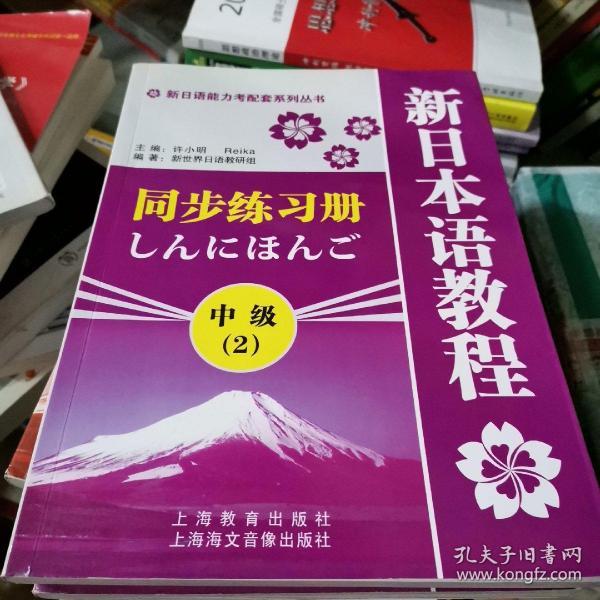 新日语能力考配套系列丛书
主编：许小明 Reika
编著：新世界日语教研组
同步练习册
しんにほんご
中级
(2)
上海教育出版社
上海海文音像出版社
新日本语教程
孔夫子旧书网
www.kongfz.com